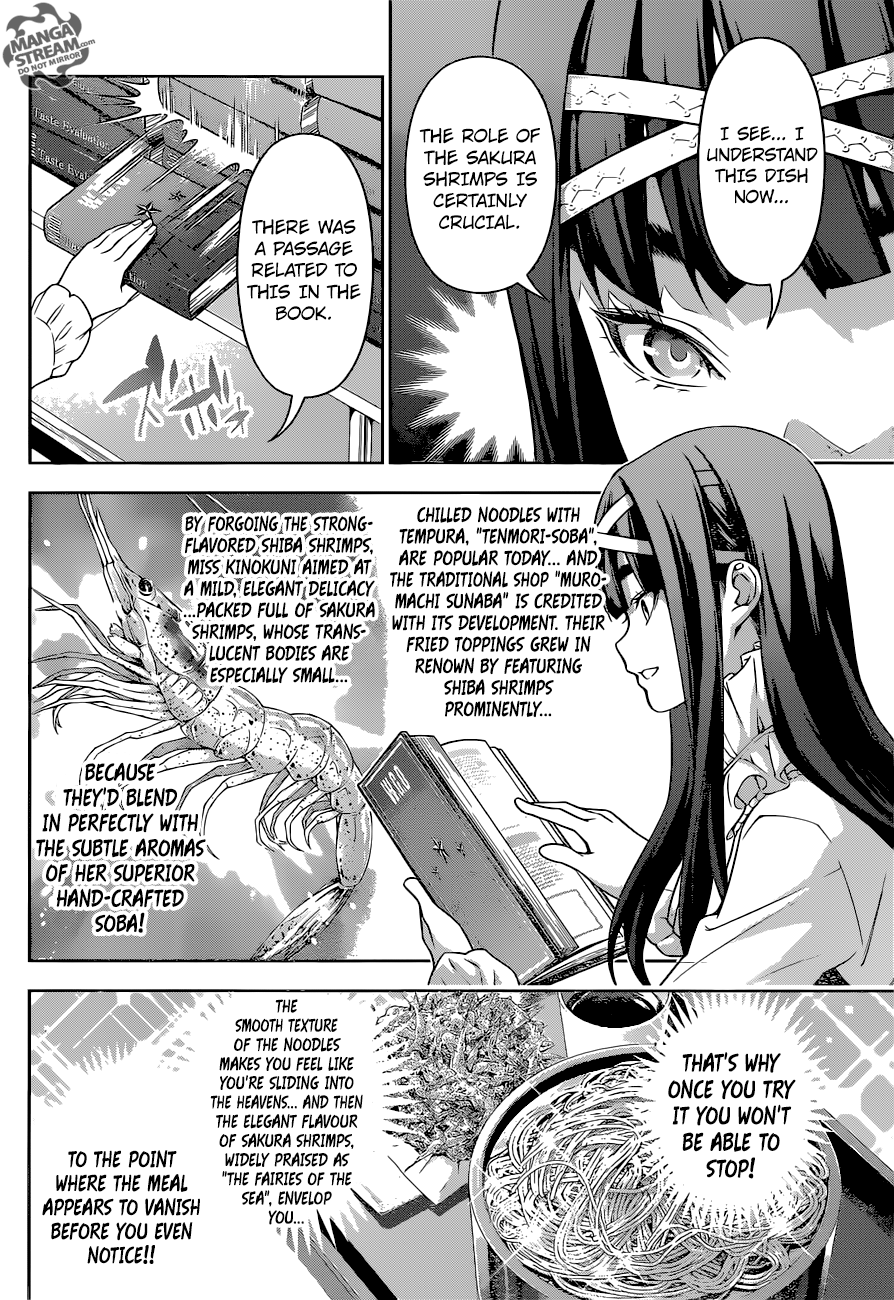 MANGA
STREAM.com
DO NOT MIRROR
I SEE... I
UNDERSTAND
THIS DISH
NOW...
THE ROLE OF
THE SAKURA
SHRIMPS IS
CERTAINLY
CRUCIAL.
Taste Evaluation
Taste Evaluation
W.R.O
THERE WAS
A PASSAGE
RELATED TO
THIS IN THE
BOOK.
CHILLED NOODLES WITH
TEMPURA, "TENMORI-SOBA",
ARE POPULAR TODAY... AND
THE TRADITIONAL SHOP "MURO-
MACHI SUNABA" IS CREDITED
WITH ITS DEVELOPMENT. THEIR
FRIED TOPPINGS GREW IN
RENOWN BY FEATURING
SHIBA SHRIMPS
PROMINENTLY...
W.R.O
BY FORGOING THE STRONG-
FLAVORED SHIBA SHRIMPS,
MISS KINOKUNI AIMED AT
A MILD, ELEGANT DELICACY
...PACKED FULL OF SAKURA
SHRIMPS, WHOSE TRANS-
LUCENT BODIES ARE
ESPECIALLY SMALL...
BECAUSE
THEY'D BLEND
IN PERFECTLY WITH
THE SUBTLE AROMAS
OF HER SUPERIOR
HAND-CRAFTED
SOBA!
THAT'S WHY
ONCE YOU TRY
IT YOU WON'T
BE ABLE TO
STOP!
THE
SMOOTH TEXTURE
OF THE NOODLES
MAKES YOU FEEL LIKE
YOU'RE SLIDING INTO
THE HEAVENS... AND THEN
THE ELEGANT FLAVOUR
OF SAKURA SHRIMPS,
WIDELY PRAISED AS
"THE FAIRIES OF THE
SEA", ENVELOP
YOU...
TO THE POINT
WHERE THE MEAL
APPEARS TO VANISH
BEFORE YOU EVEN
NOTICE!!